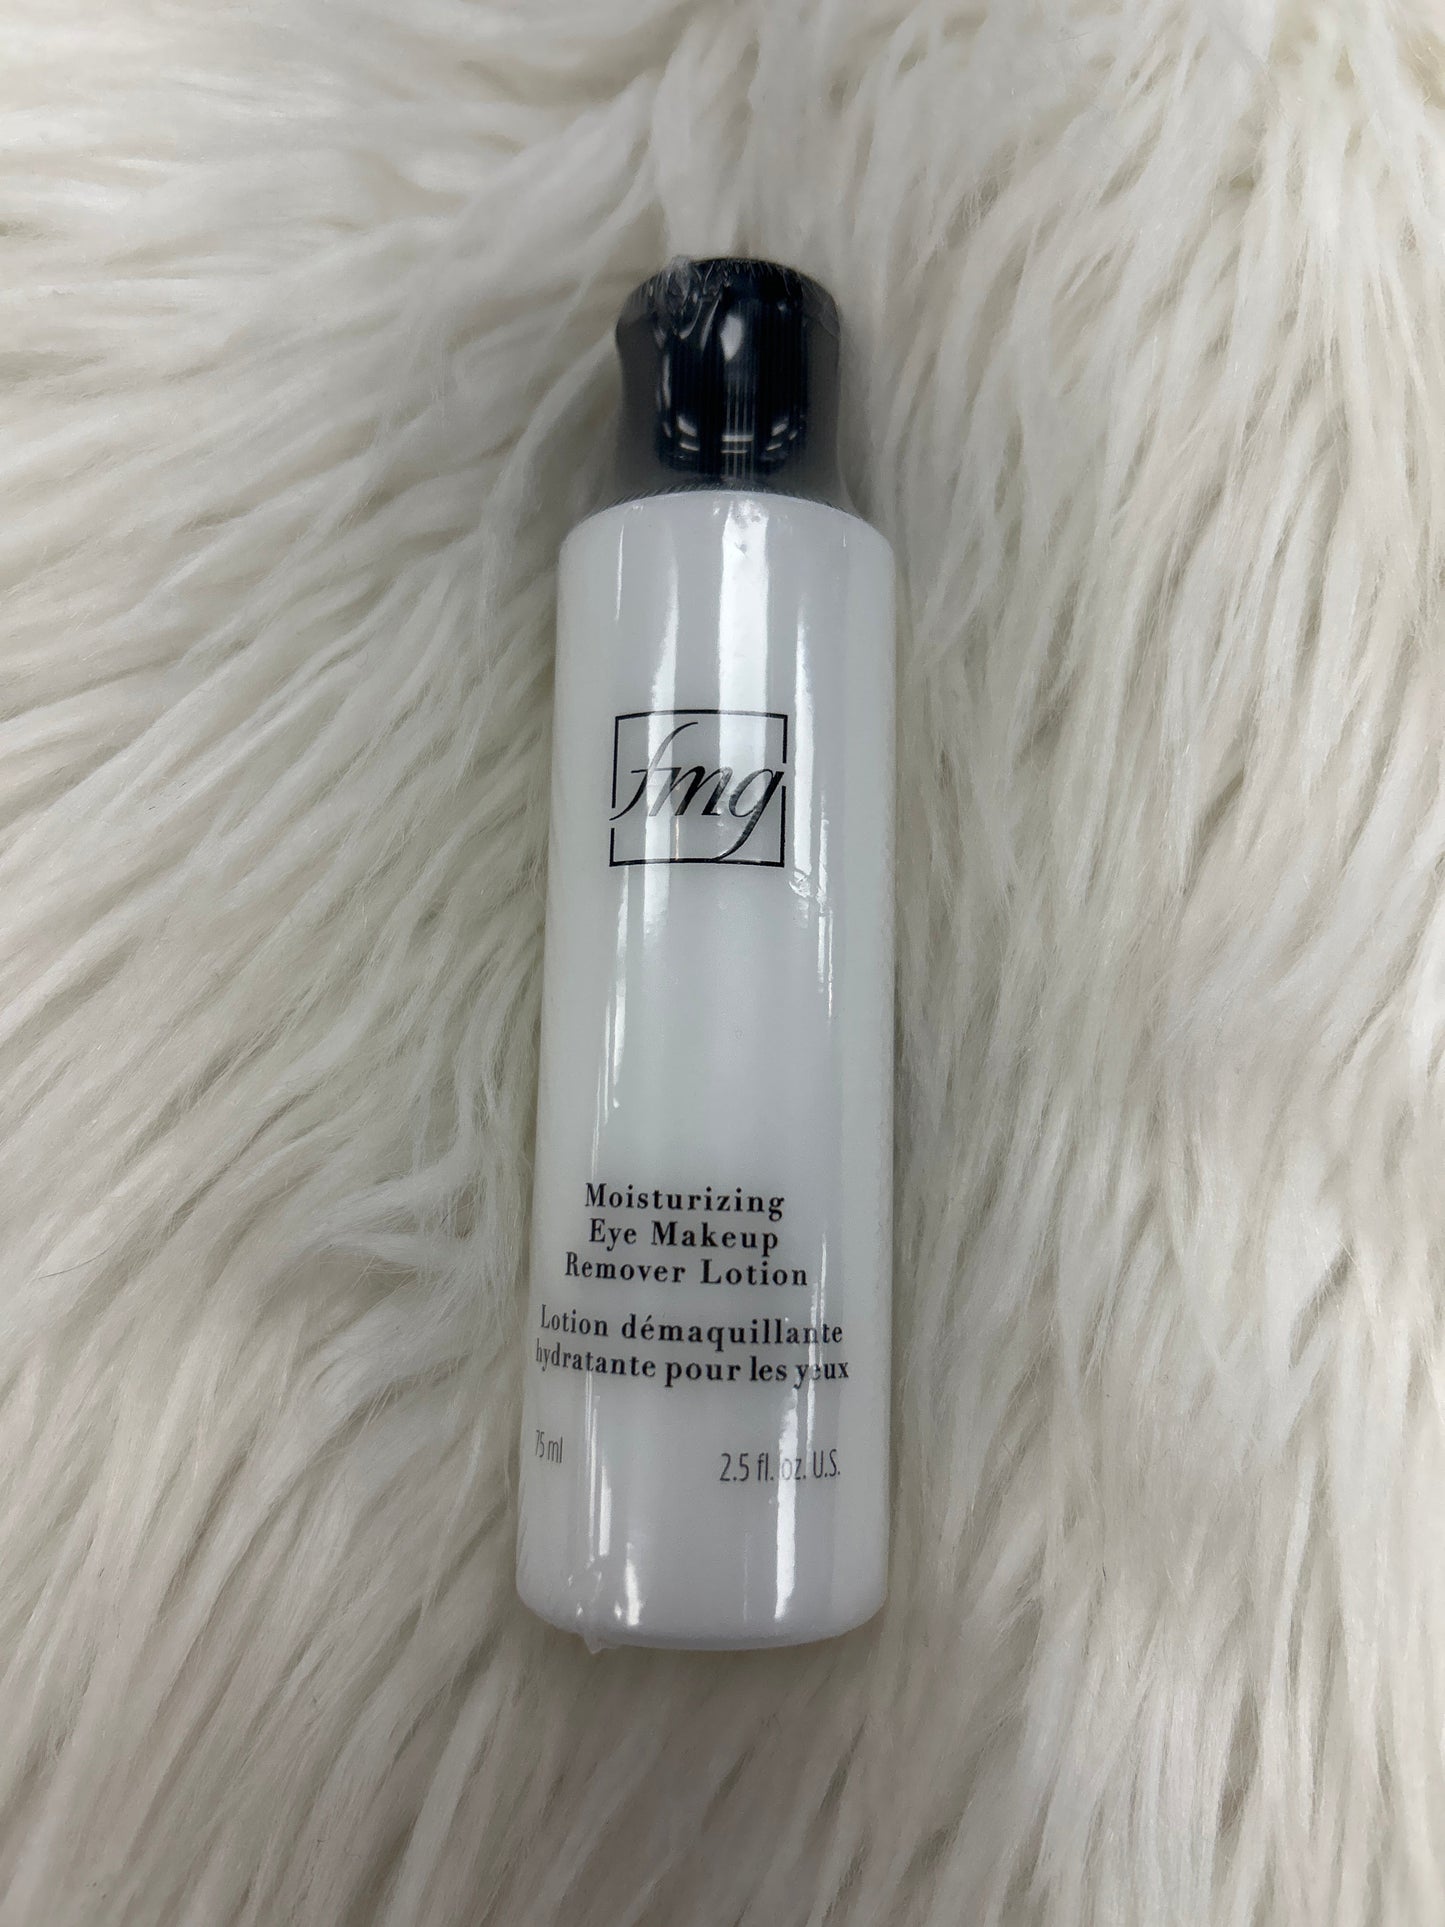 fmg
Moisturizing
Eye Makeup
Remover Lotion
Lotion démaquillante
hydratante pour les yeux
75 ml 2.5 fl. oz. U.S.